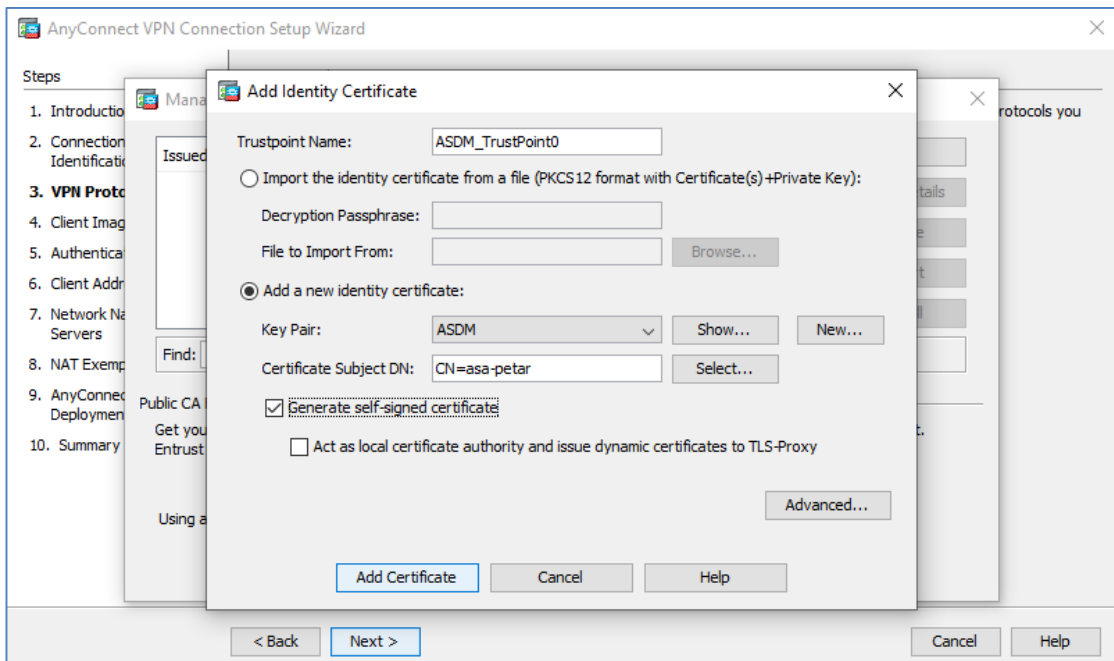 AnyConnect VPN Connection Setup Wizard
Steps
1. Introductio
2. Connection
Identificatio
3. VPN Proto
4. Client Imag
5. Authentica
6. Client Addr
7. Network Na
Servers
8. NAT Exemp
9. AnyConnec
Deploymen
10. Summary
Mana
rotocols you
Issued
tails
e
t
ll
Find:
Public CA
Get you
t.
Entrust
Using a
Add Identity Certificate
Trustpoint Name:
ASDM_TrustPoint0
Import the identity certificate from a file (PKCS12 format with Certificate(s)+Private Key):
Decryption Passphrase:
File to Import From:
Browse...
Add a new identity certificate:
Key Pair:
ASDM
Show...
New...
Certificate Subject DN:
CN=asa-petar
Select...
Generate self-signed certificate
Act as local certificate authority and issue dynamic certificates to TLS-Proxy
Advanced...
Add Certificate
Cancel
Help
< Back
Next >
Cancel
Help